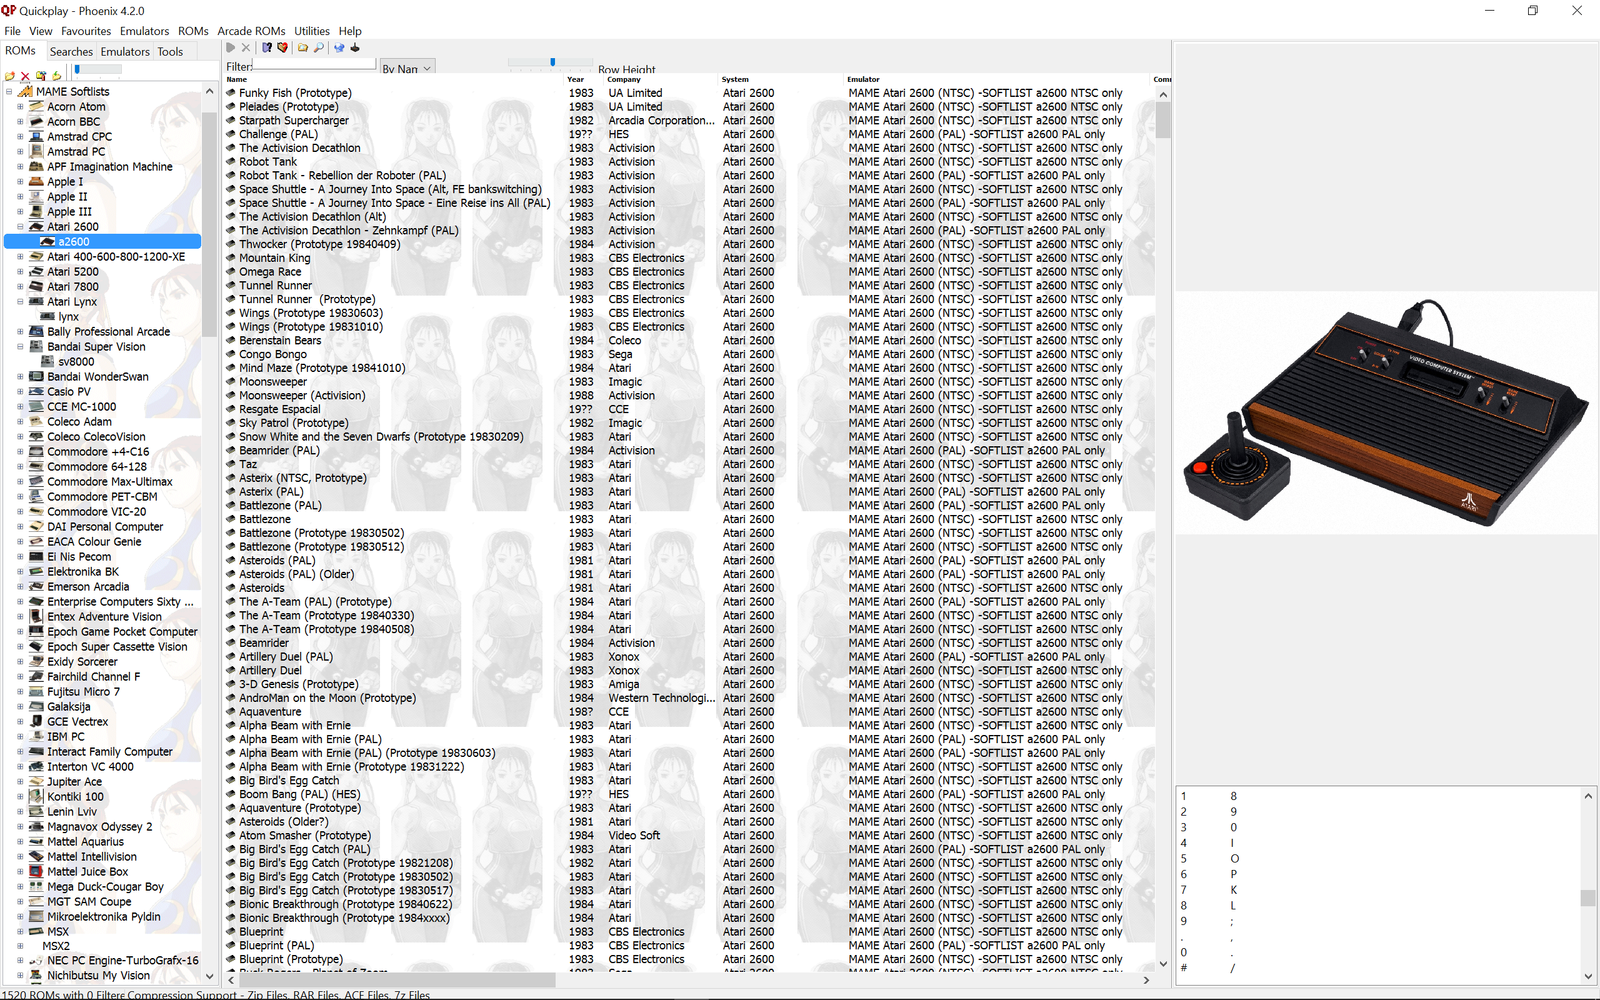 Quickplay - Phoenix 4.2.0
File View Favourites Emulators ROMs Arcade ROMs Utilities Help
ROMs Searches Emulators Tools
Filter: By Nan Row Height
MAME Softlists
Acorn Atom
Acorn BBC
Amstrad CPC
Amstrad PC
APF Imagination Machine
Apple I
Apple II
Apple III
Atari 2600
a2600
Atari 400-600-800-1200-XE
Atari 5200
Atari 7800
Atari Lynx
lynx
Bally Professional Arcade
Bandai Super Vision
sv8000
Bandai WonderSwan
Casio PV
CCE MC-1000
Coleco Adam
Coleco ColecoVision
Commodore +4-C16
Commodore 64-128
Commodore Max-Ultimax
Commodore PET-CBM
Commodore VIC-20
DAI Personal Computer
EACA Colour Genie
Ei Nis Pecom
Elektronika BK
Emerson Arcadia
Enterprise Computers Sixty ...
Entex Adventure Vision
Epoch Game Pocket Computer
Epoch Super Cassette Vision
Exidy Sorcerer
Fairchild Channel F
Fujitsu Micro 7
Galaksija
GCE Vectrex
IBM PC
Interact Family Computer
Interton VC 4000
Jupiter Ace
Kontiki 100
Lenin Lviv
Magnavox Odyssey 2
Mattel Aquarius
Mattel Intellivision
Mattel Juice Box
Mega Duck-Cougar Boy
MGT SAM Coupe
Mikroelektronika Pyldin
MSX
MSX2
NEC PC Engine-TurboGrafx-16
Nichibutsu My Vision
Name Year Company System Emulator Comm
Funky Fish (Prototype) 1983 UA Limited Atari 2600 MAME Atari 2600 (NTSC) -SOFTLIST a2600 NTSC only
Pleiades (Prototype) 1983 UA Limited Atari 2600 MAME Atari 2600 (NTSC) -SOFTLIST a2600 NTSC only
Starpath Supercharger 1982 Arcadia Corporation... Atari 2600 MAME Atari 2600 (NTSC) -SOFTLIST a2600 NTSC only
Challenge (PAL) 19?? HES Atari 2600 MAME Atari 2600 (PAL) -SOFTLIST a2600 PAL only
The Activision Decathlon 1983 Activision Atari 2600 MAME Atari 2600 (NTSC) -SOFTLIST a2600 NTSC only
Robot Tank 1983 Activision Atari 2600 MAME Atari 2600 (NTSC) -SOFTLIST a2600 NTSC only
Robot Tank - Rebellion der Roboter (PAL) 1983 Activision Atari 2600 MAME Atari 2600 (PAL) -SOFTLIST a2600 PAL only
Space Shuttle - A Journey Into Space (Alt, FE bankswitching) 1983 Activision Atari 2600 MAME Atari 2600 (NTSC) -SOFTLIST a2600 NTSC only
Space Shuttle - A Journey Into Space - Eine Reise ins All (PAL) 1983 Activision Atari 2600 MAME Atari 2600 (PAL) -SOFTLIST a2600 PAL only
The Activision Decathlon (Alt) 1983 Activision Atari 2600 MAME Atari 2600 (NTSC) -SOFTLIST a2600 NTSC only
The Activision Decathlon - Zehnkampf (PAL) 1983 Activision Atari 2600 MAME Atari 2600 (PAL) -SOFTLIST a2600 PAL only
Thwocker (Prototype 19840409) 1984 Activision Atari 2600 MAME Atari 2600 (NTSC) -SOFTLIST a2600 NTSC only
Mountain King 1983 CBS Electronics Atari 2600 MAME Atari 2600 (NTSC) -SOFTLIST a2600 NTSC only
Omega Race 1983 CBS Electronics Atari 2600 MAME Atari 2600 (NTSC) -SOFTLIST a2600 NTSC only
Tunnel Runner 1983 CBS Electronics Atari 2600 MAME Atari 2600 (NTSC) -SOFTLIST a2600 NTSC only
Tunnel Runner (Prototype) 1983 CBS Electronics Atari 2600 MAME Atari 2600 (NTSC) -SOFTLIST a2600 NTSC only
Wings (Prototype 19830603) 1983 CBS Electronics Atari 2600 MAME Atari 2600 (NTSC) -SOFTLIST a2600 NTSC only
Wings (Prototype 19831010) 1983 CBS Electronics Atari 2600 MAME Atari 2600 (NTSC) -SOFTLIST a2600 NTSC only
Berenstain Bears 1984 Coleco Atari 2600 MAME Atari 2600 (NTSC) -SOFTLIST a2600 NTSC only
Congo Bongo 1983 Sega Atari 2600 MAME Atari 2600 (NTSC) -SOFTLIST a2600 NTSC only
Mind Maze (Prototype 19841010) 1984 Atari Atari 2600 MAME Atari 2600 (NTSC) -SOFTLIST a2600 NTSC only
Moonsweeper 1983 Imagic Atari 2600 MAME Atari 2600 (NTSC) -SOFTLIST a2600 NTSC only
Moonsweeper (Activision) 1988 Activision Atari 2600 MAME Atari 2600 (NTSC) -SOFTLIST a2600 NTSC only
Resgate Espacial 19?? CCE Atari 2600 MAME Atari 2600 (NTSC) -SOFTLIST a2600 NTSC only
Sky Patrol (Prototype) 1982 Imagic Atari 2600 MAME Atari 2600 (NTSC) -SOFTLIST a2600 NTSC only
Snow White and the Seven Dwarfs (Prototype 19830209) 1983 Atari Atari 2600 MAME Atari 2600 (NTSC) -SOFTLIST a2600 NTSC only
Beamrider (PAL) 1984 Activision Atari 2600 MAME Atari 2600 (PAL) -SOFTLIST a2600 PAL only
Taz 1983 Atari Atari 2600 MAME Atari 2600 (NTSC) -SOFTLIST a2600 NTSC only
Asterix (NTSC, Prototype) 1983 Atari Atari 2600 MAME Atari 2600 (NTSC) -SOFTLIST a2600 NTSC only
Asterix (PAL) 1983 Atari Atari 2600 MAME Atari 2600 (PAL) -SOFTLIST a2600 PAL only
Battlezone (PAL) 1983 Atari Atari 2600 MAME Atari 2600 (PAL) -SOFTLIST a2600 PAL only
Battlezone 1983 Atari Atari 2600 MAME Atari 2600 (NTSC) -SOFTLIST a2600 NTSC only
Battlezone (Prototype 19830502) 1983 Atari Atari 2600 MAME Atari 2600 (NTSC) -SOFTLIST a2600 NTSC only
Battlezone (Prototype 19830512) 1983 Atari Atari 2600 MAME Atari 2600 (NTSC) -SOFTLIST a2600 NTSC only
Asteroids (PAL) 1981 Atari Atari 2600 MAME Atari 2600 (PAL) -SOFTLIST a2600 PAL only
Asteroids (PAL) (Older) 1981 Atari Atari 2600 MAME Atari 2600 (PAL) -SOFTLIST a2600 PAL only
Asteroids 1981 Atari Atari 2600 MAME Atari 2600 (NTSC) -SOFTLIST a2600 NTSC only
The A-Team (PAL) (Prototype) 1984 Atari Atari 2600 MAME Atari 2600 (PAL) -SOFTLIST a2600 PAL only
The A-Team (Prototype 19840330) 1984 Atari Atari 2600 MAME Atari 2600 (NTSC) -SOFTLIST a2600 NTSC only
The A-Team (Prototype 19840508) 1984 Atari Atari 2600 MAME Atari 2600 (NTSC) -SOFTLIST a2600 NTSC only
Beamrider 1984 Activision Atari 2600 MAME Atari 2600 (NTSC) -SOFTLIST a2600 NTSC only
Artillery Duel (PAL) 1983 Xonox Atari 2600 MAME Atari 2600 (PAL) -SOFTLIST a2600 PAL only
Artillery Duel 1983 Xonox Atari 2600 MAME Atari 2600 (NTSC) -SOFTLIST a2600 NTSC only
3-D Genesis (Prototype) 1983 Amiga Atari 2600 MAME Atari 2600 (NTSC) -SOFTLIST a2600 NTSC only
AndroMan on the Moon (Prototype) 1984 Western Technologi... Atari 2600 MAME Atari 2600 (NTSC) -SOFTLIST a2600 NTSC only
Aquaventure 198? CCE Atari 2600 MAME Atari 2600 (NTSC) -SOFTLIST a2600 NTSC only
Alpha Beam with Ernie 1983 Atari Atari 2600 MAME Atari 2600 (NTSC) -SOFTLIST a2600 NTSC only
Alpha Beam with Ernie (PAL) 1983 Atari Atari 2600 MAME Atari 2600 (PAL) -SOFTLIST a2600 PAL only
Alpha Beam with Ernie (PAL) (Prototype 19830603) 1983 Atari Atari 2600 MAME Atari 2600 (PAL) -SOFTLIST a2600 PAL only
Alpha Beam with Ernie (Prototype 19831222) 1983 Atari Atari 2600 MAME Atari 2600 (NTSC) -SOFTLIST a2600 NTSC only
Big Bird's Egg Catch 1983 Atari Atari 2600 MAME Atari 2600 (NTSC) -SOFTLIST a2600 NTSC only
Boom Bang (PAL) (HES) 19?? HES Atari 2600 MAME Atari 2600 (PAL) -SOFTLIST a2600 PAL only
Aquaventure (Prototype) 1983 Atari Atari 2600 MAME Atari 2600 (NTSC) -SOFTLIST a2600 NTSC only
Asteroids (Older?) 1981 Atari Atari 2600 MAME Atari 2600 (NTSC) -SOFTLIST a2600 NTSC only
Atom Smasher (Prototype) 1984 Video Soft Atari 2600 MAME Atari 2600 (NTSC) -SOFTLIST a2600 NTSC only
Big Bird's Egg Catch (PAL) 1983 Atari Atari 2600 MAME Atari 2600 (PAL) -SOFTLIST a2600 PAL only
Big Bird's Egg Catch (Prototype 19821208) 1982 Atari Atari 2600 MAME Atari 2600 (NTSC) -SOFTLIST a2600 NTSC only
Big Bird's Egg Catch (Prototype 19830502) 1983 Atari Atari 2600 MAME Atari 2600 (NTSC) -SOFTLIST a2600 NTSC only
Big Bird's Egg Catch (Prototype 19830517) 1983 Atari Atari 2600 MAME Atari 2600 (NTSC) -SOFTLIST a2600 NTSC only
Bionic Breakthrough (Prototype 19840622) 1984 Atari Atari 2600 MAME Atari 2600 (NTSC) -SOFTLIST a2600 NTSC only
Bionic Breakthrough (Prototype 1984xxxx) 1984 Atari Atari 2600 MAME Atari 2600 (NTSC) -SOFTLIST a2600 NTSC only
Blueprint 1983 CBS Electronics Atari 2600 MAME Atari 2600 (NTSC) -SOFTLIST a2600 NTSC only
Blueprint (PAL) 1983 CBS Electronics Atari 2600 MAME Atari 2600 (PAL) -SOFTLIST a2600 PAL only
Blueprint (Prototype) 1983 CBS Electronics Atari 2600 MAME Atari 2600 (NTSC) -SOFTLIST a2600 NTSC only
VIDEO COMPUTER SYSTEM
ATARI
1 8
2 9
3 0
4 I
5 O
6 P
7 K
8 L
9 ;
. ,
0 .
# /
1520 ROMs with 0 Filtere Compression Support - Zip Files, RAR Files, ACE Files, 7z Files